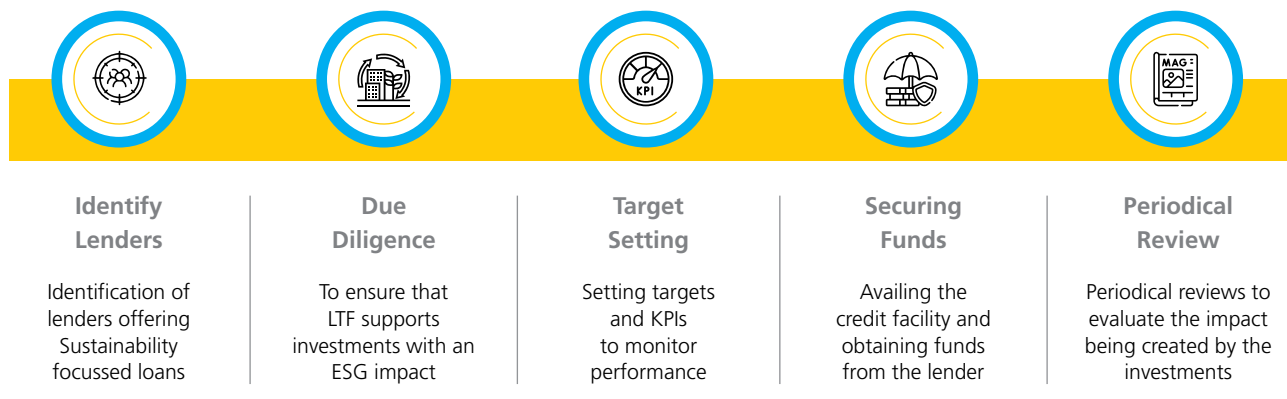 KPI
MAG
Identify
Lenders
Identification of
lenders offering
Sustainability
focussed loans
Due
Diligence
To ensure that
LTF supports
investments with an
ESG impact
Target
Setting
Setting targets
and KPIs
to monitor
performance
Securing
Funds
Availing the
credit facility and
obtaining funds
from the lender
Periodical
Review
Periodical reviews to
evaluate the impact
being created by the
investments